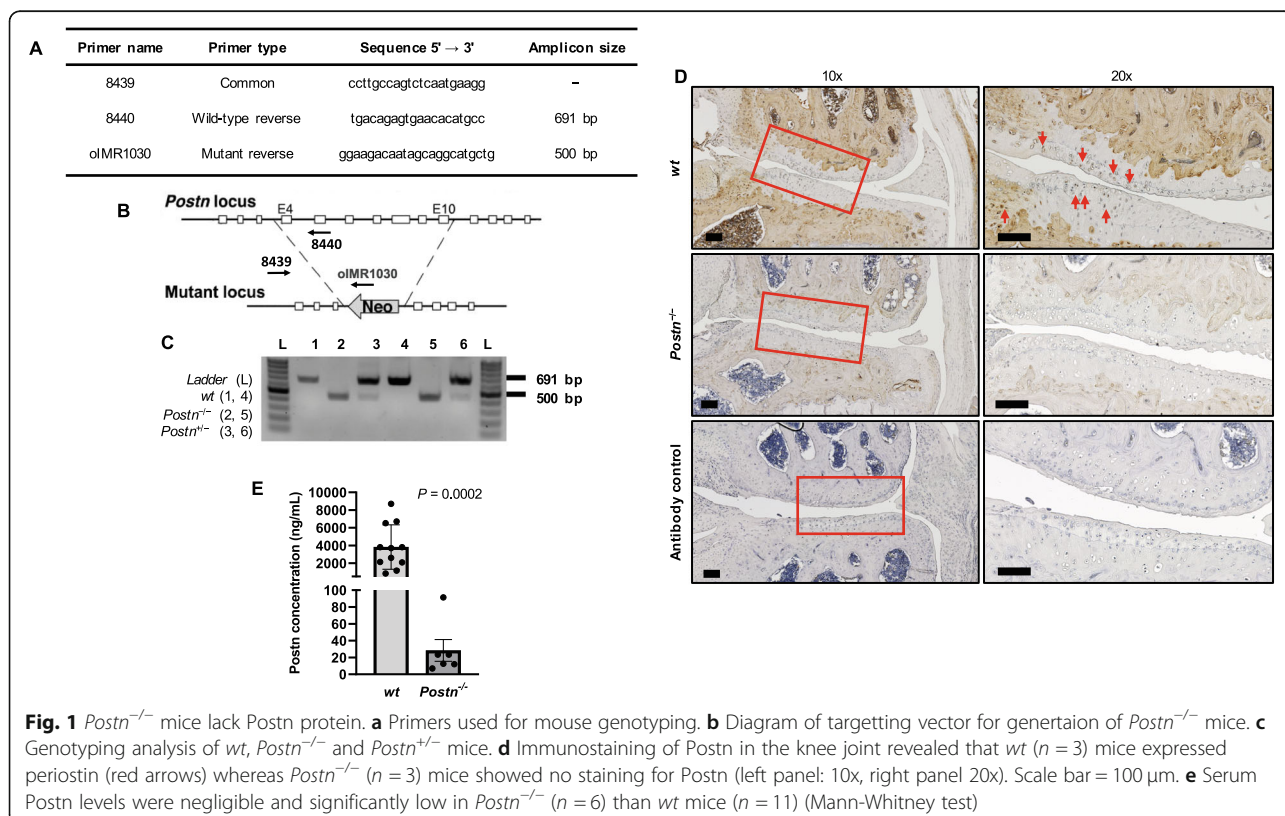 A
Primer name Primer type Sequence 5' → 3' Amplicon size
8439 Common ccttgccagtctcaatgaagg –
8440 Wild-type reverse tgacagagtgaacacatgcc 691 bp
oIMR1030 Mutant reverse ggaagacaatagcaggcatgctg 500 bp
B
Postn locus
E4 E10
8440
8439
oIMR1030
Mutant locus
Neo
C
L 1 2 3 4 5 6 L
Ladder (L)
wt (1, 4)
Postn−/− (2, 5)
Postn+/− (3, 6)
691 bp
500 bp
D
10x 20x
wt
Postn−/−
Antibody control
E
P = 0.0002
Postn concentration (ng/mL)
10000
8000
6000
4000
2000
100
80
60
40
20
0
wt Postn-/-
Fig. 1 Postn−/− mice lack Postn protein. a Primers used for mouse genotyping. b Diagram of targetting vector for genertaion of Postn−/− mice. c
Genotyping analysis of wt, Postn−/− and Postn+/− mice. d Immunostaining of Postn in the knee joint revealed that wt (n = 3) mice expressed
periostin (red arrows) whereas Postn−/− (n = 3) mice showed no staining for Postn (left panel: 10x, right panel 20x). Scale bar = 100 μm. e Serum
Postn levels were negligible and significantly low in Postn−/− (n = 6) than wt mice (n = 11) (Mann-Whitney test)